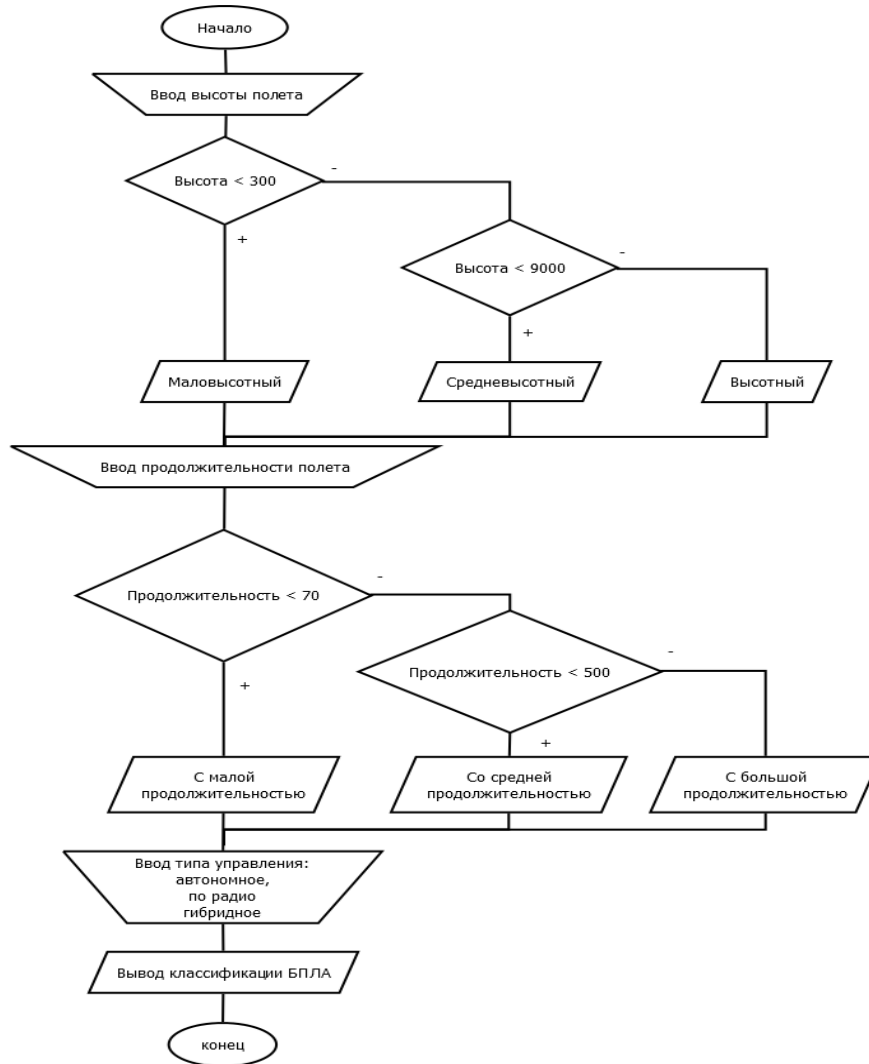 Начало
Ввод высоты полета
Высота < 300
-
+
Высота < 9000
-
+
Маловысотный
Средневысотный
Высотный
Ввод продолжительности полета
Продолжительность < 70
-
+
Продолжительность < 500
-
+
С малой
продолжительностью
Со средней
продолжительностью
С большой
продолжительностью
Ввод типа управления:
автономное,
по радио
гибридное
Вывод классификации БПЛА
конец